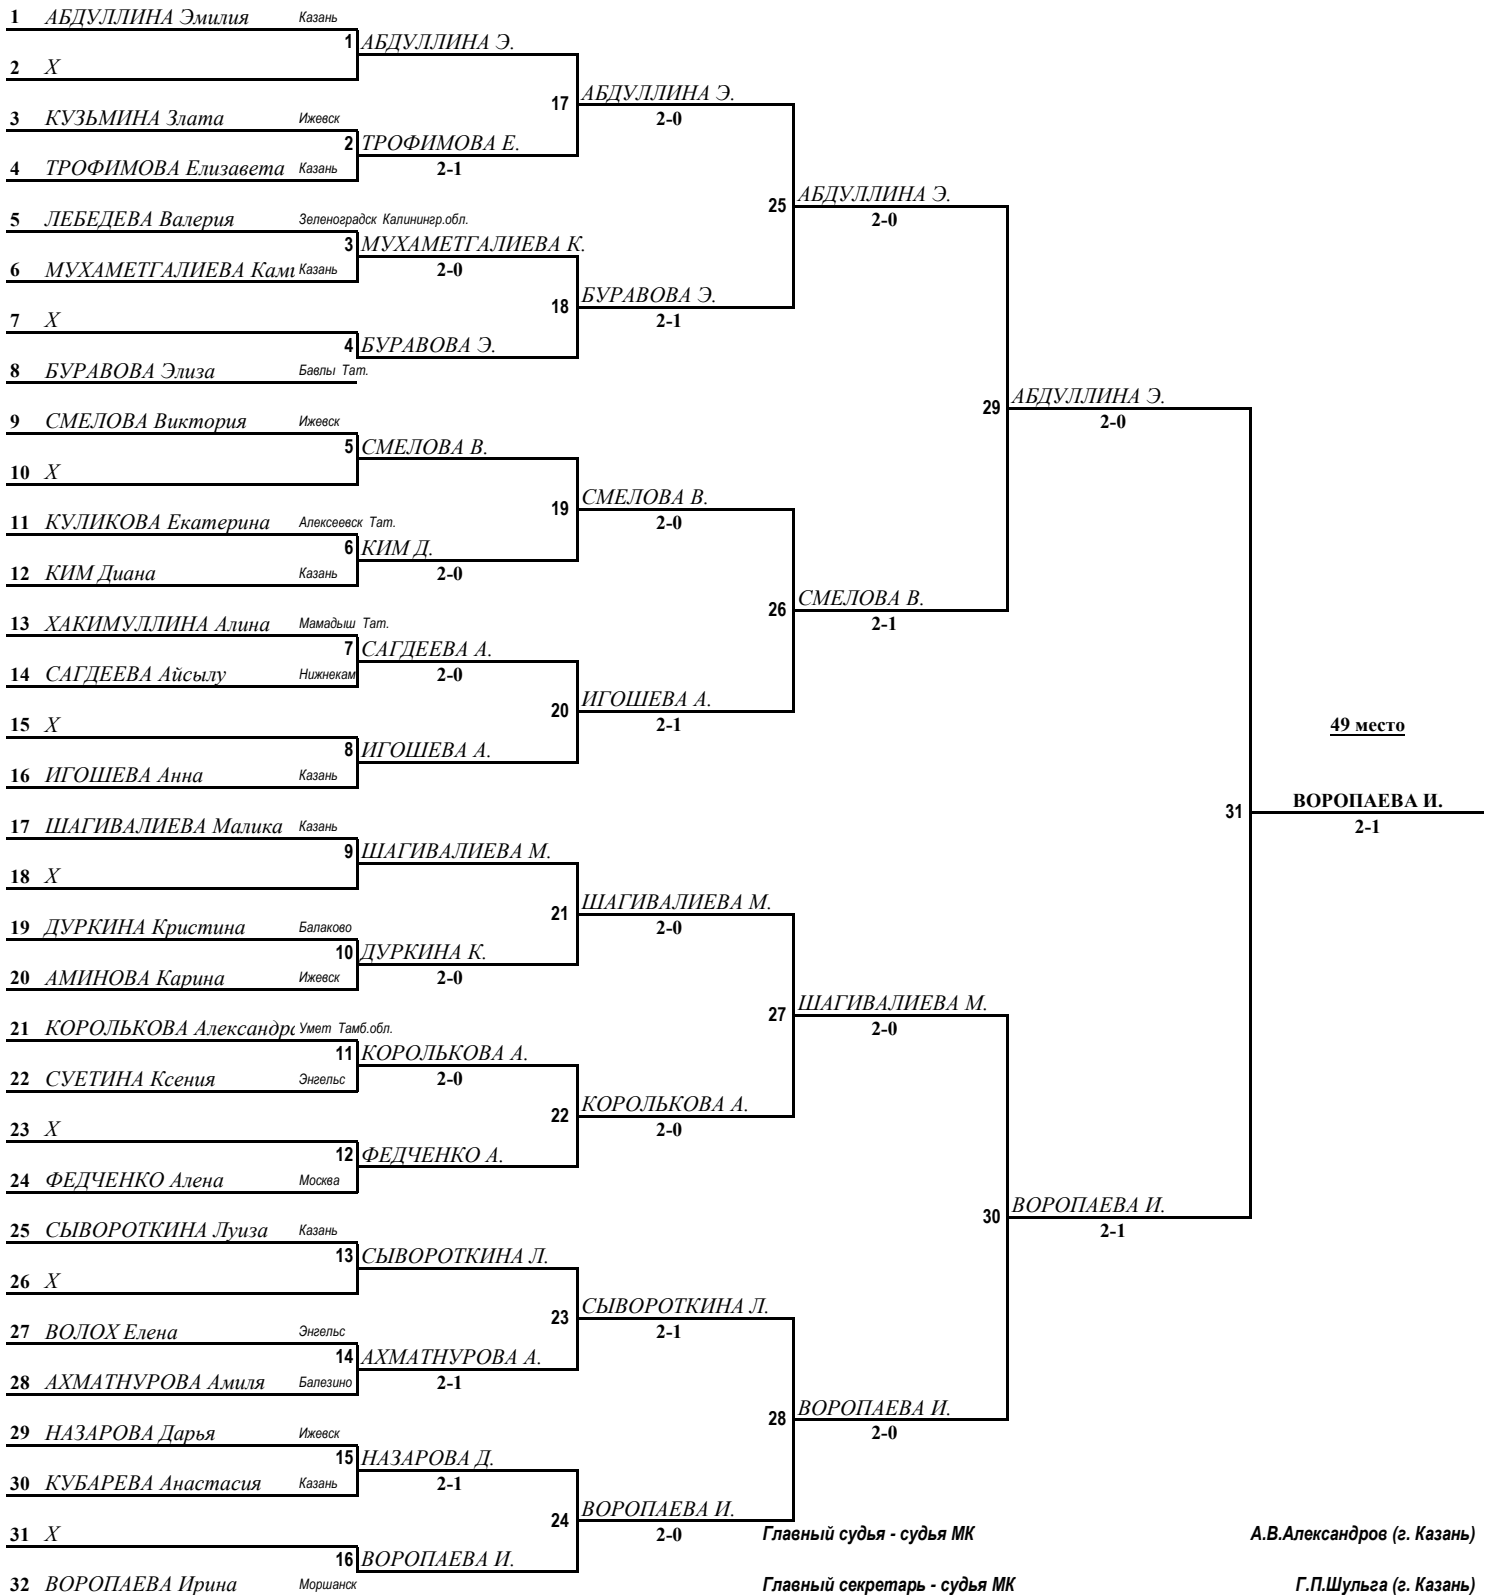 1 АБДУЛЛИНА Эмилия Казань
1 АБДУЛЛИНА Э.
2 X
17 АБДУЛЛИНА Э.
2-0
3 КУЗЬМИНА Злата Ижевск
2 ТРОФИМОВА Е.
2-1
4 ТРОФИМОВА Елизавета Казань
25 АБДУЛЛИНА Э.
2-0
5 ЛЕБЕДЕВА Валерия Зеленоградск Калинингр.обл.
3 МУХАМЕТГАЛИЕВА К.
2-0
6 МУХАМЕТГАЛИЕВА Ками Казань
18 БУРАВОВА Э.
2-1
7 X
4 БУРАВОВА Э.
8 БУРАВОВА Элиза Бавлы Тат.
29 АБДУЛЛИНА Э.
2-0
9 СМЕЛОВА Виктория Ижевск
5 СМЕЛОВА В.
10 X
19 СМЕЛОВА В.
2-0
11 КУЛИКОВА Екатерина Алексеевск Тат.
6 КИМ Д.
2-0
12 КИМ Диана Казань
26 СМЕЛОВА В.
2-1
13 ХАКИМУЛЛИНА Алина Мамадыш Тат.
7 САГДЕЕВА А.
2-0
14 САГДЕЕВА Айсылу Нижнекам
20 ИГОШЕВА А.
2-1
15 X
8 ИГОШЕВА А.
16 ИГОШЕВА Анна Казань
49 место
31 ВОРОПАЕВА И.
2-1
17 ШАГИВАЛИЕВА Малика Казань
9 ШАГИВАЛИЕВА М.
18 X
21 ШАГИВАЛИЕВА М.
2-0
19 ДУРКИНА Кристина Балаково
10 ДУРКИНА К.
2-0
20 АМИНОВА Карина Ижевск
27 ШАГИВАЛИЕВА М.
2-0
21 КОРОЛЬКОВА Александра Умет Тамб.обл.
11 КОРОЛЬКОВА А.
2-0
22 СУЕТИНА Ксения Энгельс
22 КОРОЛЬКОВА А.
2-0
23 X
12 ФЕДЧЕНКО А.
24 ФЕДЧЕНКО Алена Москва
30 ВОРОПАЕВА И.
2-1
25 СЫВОРОТКИНА Луиза Казань
13 СЫВОРОТКИНА Л.
26 X
23 СЫВОРОТКИНА Л.
2-1
27 ВОЛОХ Елена Энгельс
14 АХМАТНУРОВА А.
2-1
28 АХМАТНУРОВА Амиля Балезино
28 ВОРОПАЕВА И.
2-0
29 НАЗАРОВА Дарья Ижевск
15 НАЗАРОВА Д.
2-1
30 КУБАРЕВА Анастасия Казань
24 ВОРОПАЕВА И.
2-0
31 X
16 ВОРОПАЕВА И.
32 ВОРОПАЕВА Ирина Моршанск
Главный судья - судья МК А.В.Александров (г. Казань)
Главный секретарь - судья МК Г.П.Шульга (г. Казань)